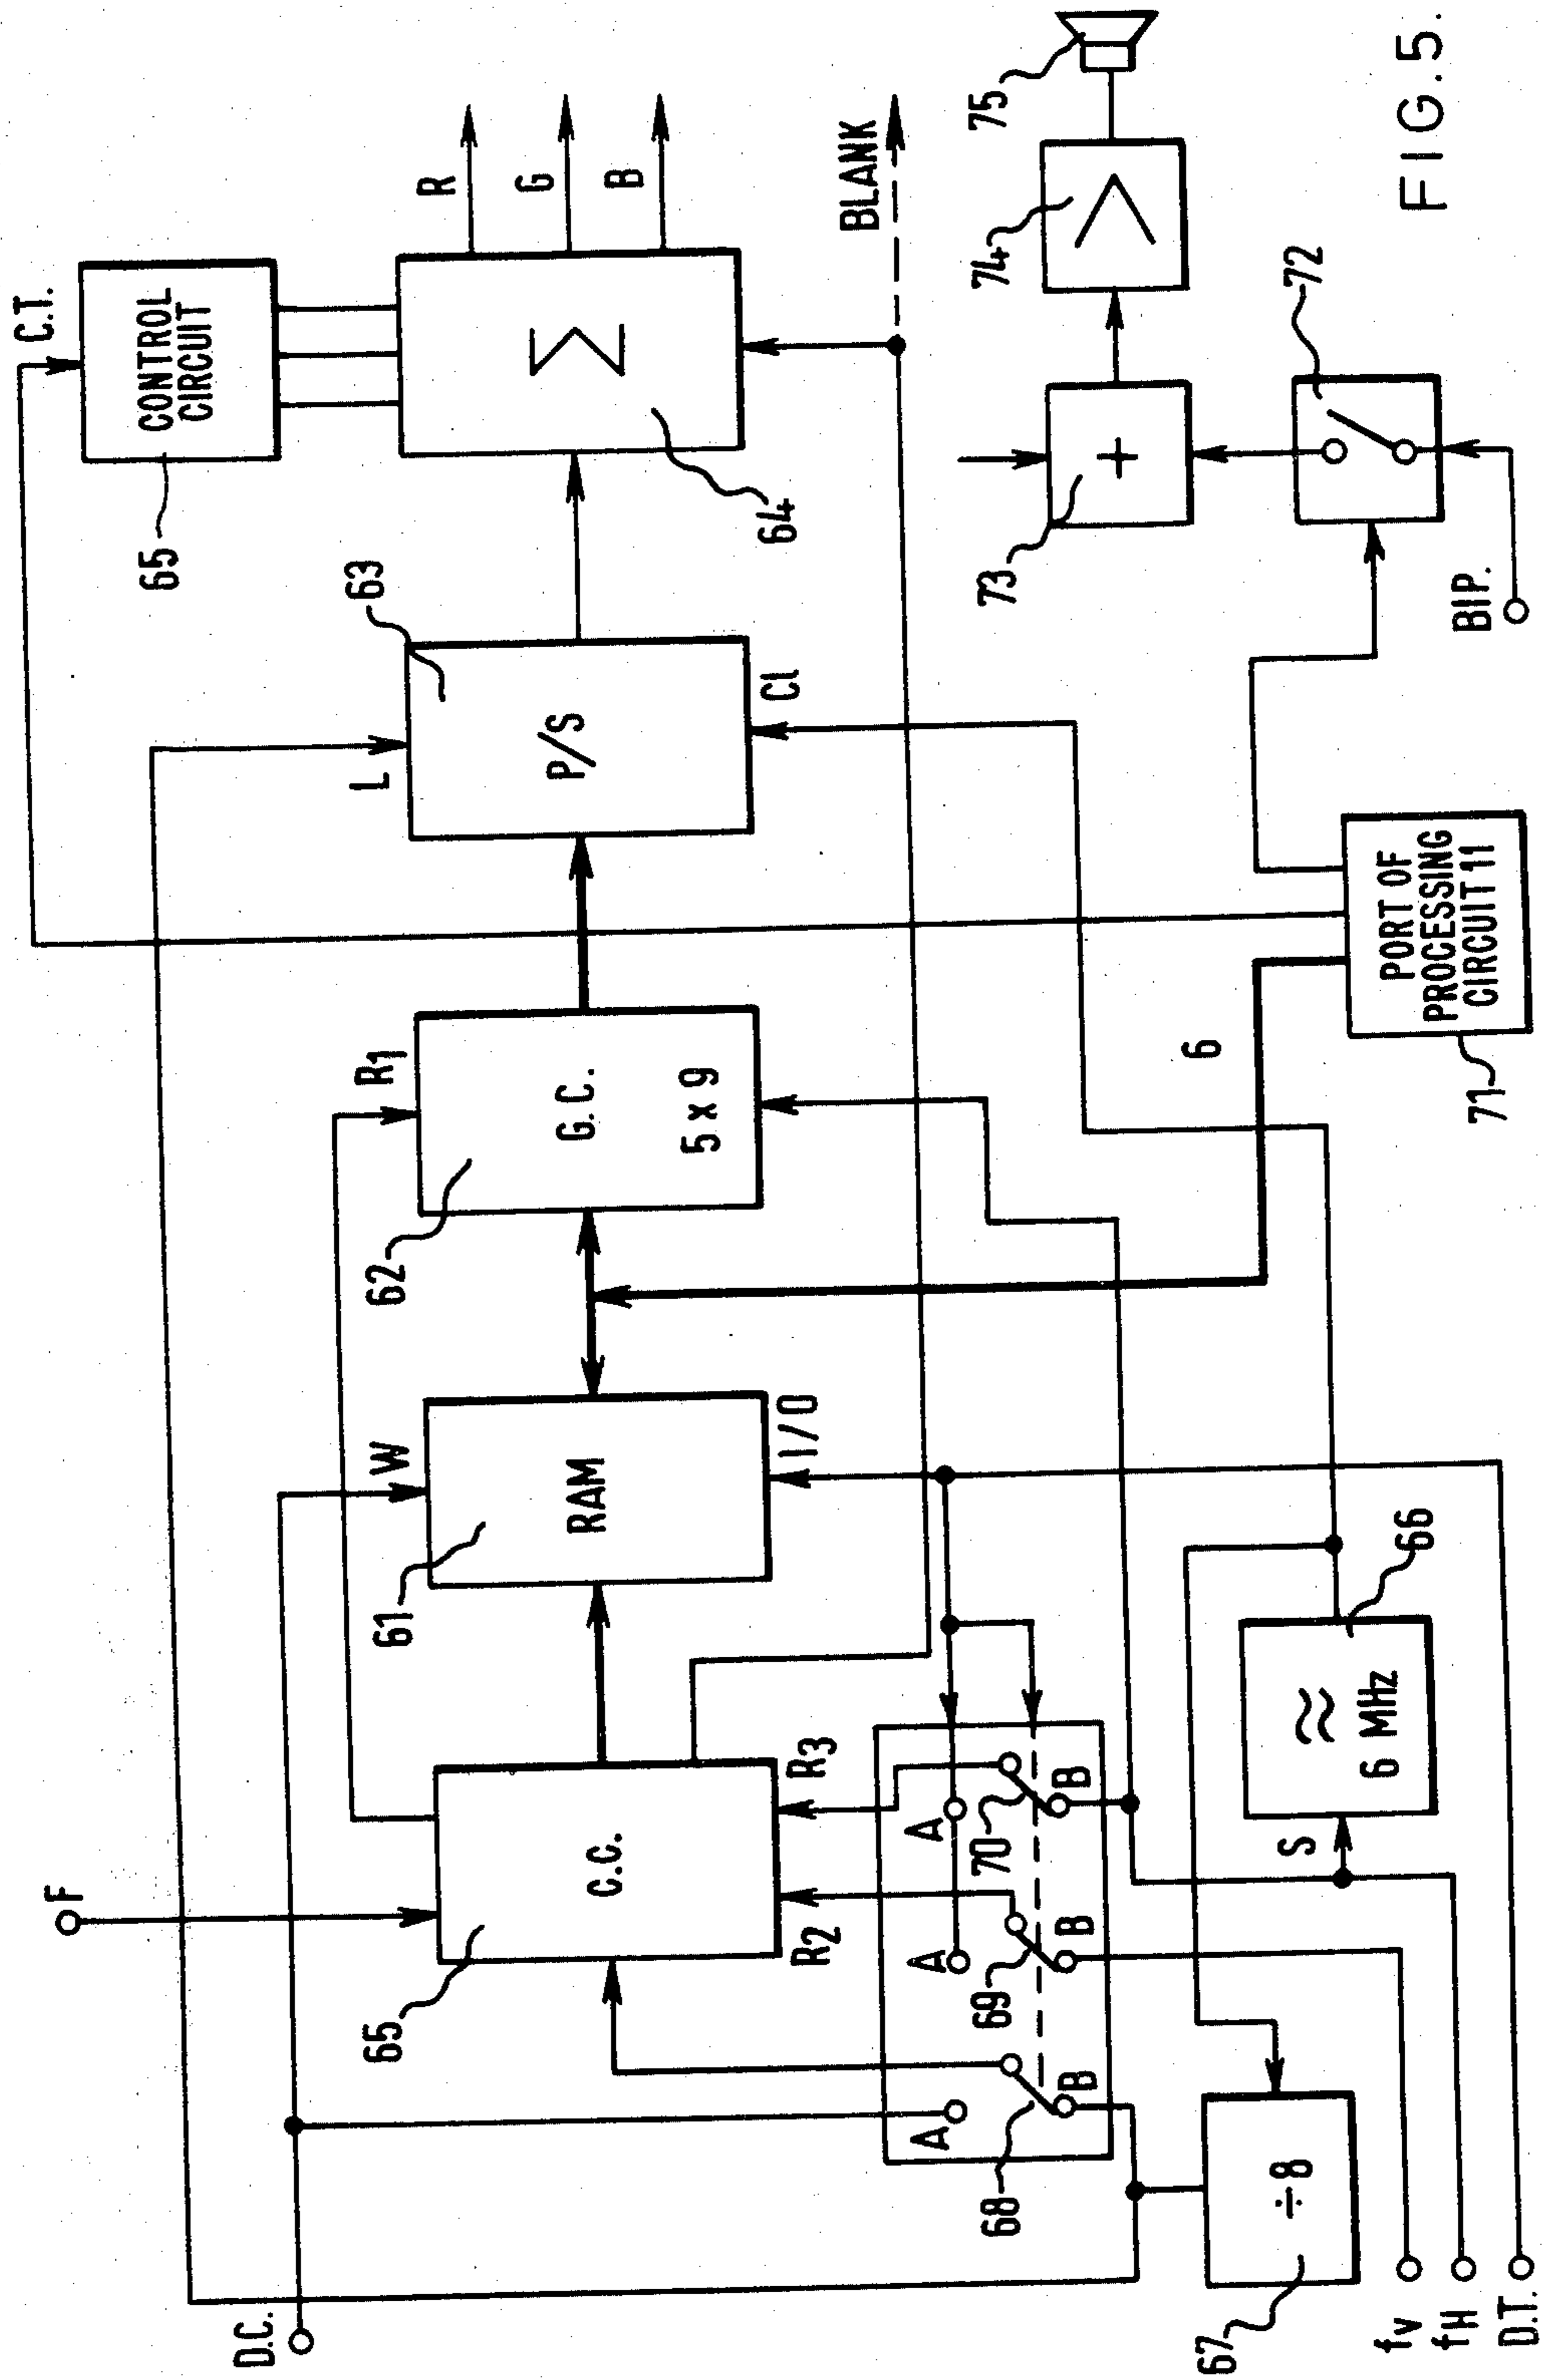 F
C.T.
CONTROL
CIRCUIT
65
R
G
B
BLANK
D.C.
65
C.C.
R2
R3
61
W
RAM
I/O
62
R1
G.C.
5 x 9
63
L
P/S
Cl
64
Σ
A
A
A
68
69
70
B
B
B
67
÷8
S
≈
6 MHz
66
6
71
PORT OF
PROCESSING
CIRCUIT 11
BIP.
72
73
+
74
75
fV
fH
D.T.
FIG.5.